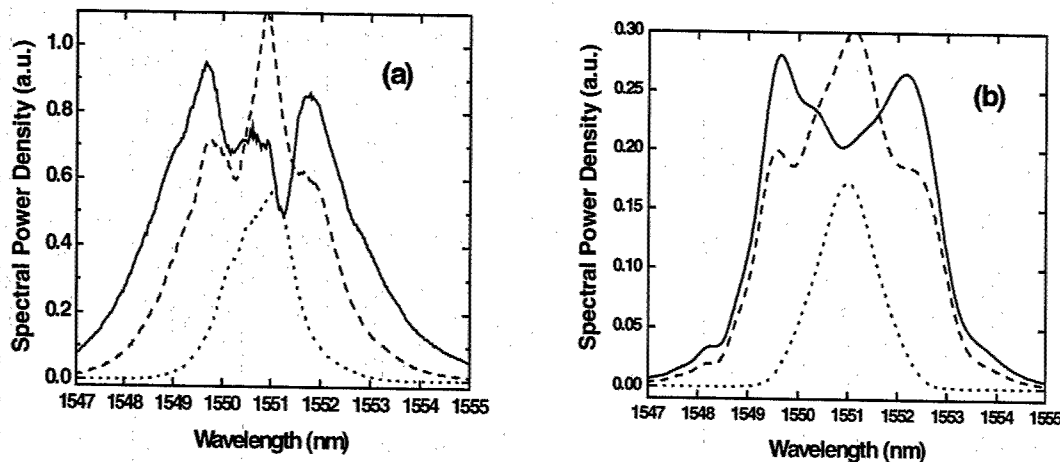 Spectral Power Density (a.u.)
1.0
0.8
0.6
0.4
0.2
0.0
(a)
1547 1548 1549 1550 1551 1552 1553 1554 1555
Wavelength (nm)
Spectral Power Density (a.u.)
0.30
0.25
0.20
0.15
0.10
0.05
0.00
(b)
1547 1548 1549 1550 1551 1552 1553 1554 1555
Wavelength (nm)